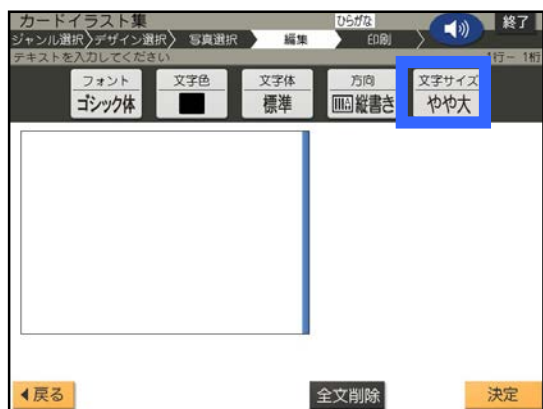 カードイラスト集 ひらがな 終了
ジャンル選択〉デザイン選択〉 写真選択 編集 印刷
テキストを入力してください 1行ー 1桁
フォント 文字色 文字体 方向 文字サイズ
ゴシック体 標準 縦書き やや大
戻る 全文削除 決定